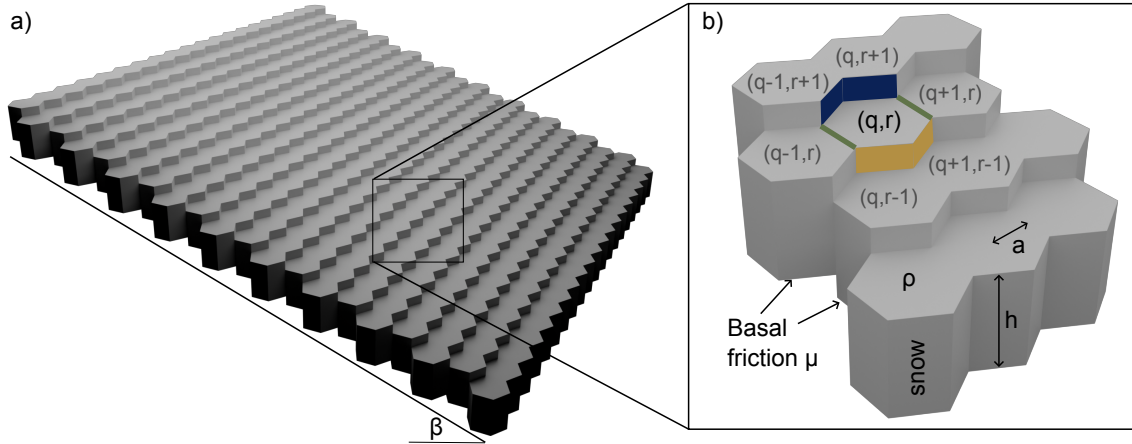 a)
β
b)
(q,r+1)
(q-1,r+1)
(q+1,r)
(q,r)
(q-1,r)
(q+1,r-1)
(q,r-1)
a
ρ
h
Basal
friction μ
snow